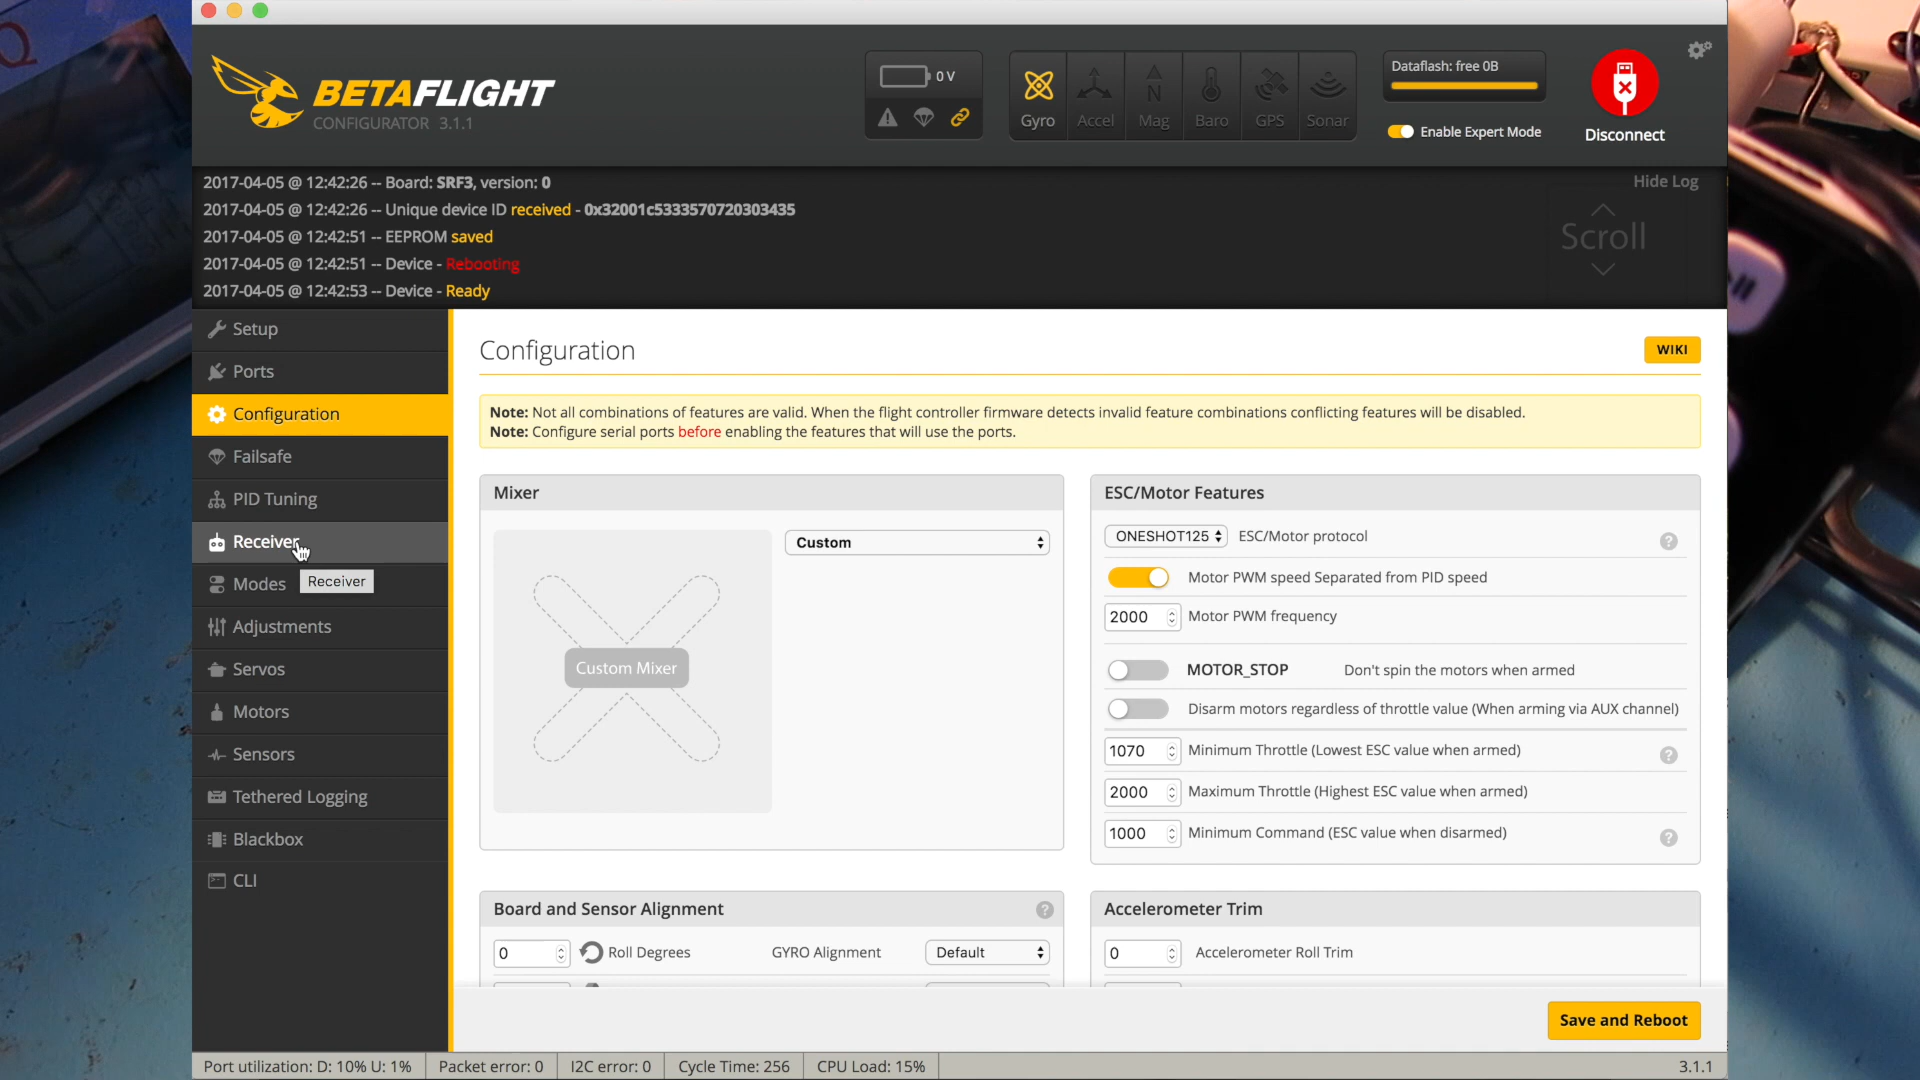 BETAFLIGHT
CONFIGURATOR 3.1.1
0 V
Gyro Accel Mag Baro GPS Sonar
N
Dataflash: free 0B
Enable Expert Mode
Disconnect
2017-04-05 @ 12:42:26 -- Board: SRF3, version: 0
2017-04-05 @ 12:42:26 -- Unique device ID received - 0x32001c5333570720303435
2017-04-05 @ 12:42:51 -- EEPROM saved
2017-04-05 @ 12:42:51 -- Device - Rebooting
2017-04-05 @ 12:42:53 -- Device - Ready
Hide Log
Scroll
Setup
Ports
Configuration
Failsafe
PID Tuning
Receiver
Modes
Receiver
Adjustments
Servos
Motors
Sensors
Tethered Logging
Blackbox
CLI
Configuration
WIKI
Note: Not all combinations of features are valid. When the flight controller firmware detects invalid feature combinations conflicting features will be disabled.
Note: Configure serial ports before enabling the features that will use the ports.
Mixer
Custom
Custom Mixer
ESC/Motor Features
ONESHOT125 ESC/Motor protocol
Motor PWM speed Separated from PID speed
2000 Motor PWM frequency
MOTOR_STOP Don't spin the motors when armed
Disarm motors regardless of throttle value (When arming via AUX channel)
1070 Minimum Throttle (Lowest ESC value when armed)
2000 Maximum Throttle (Highest ESC value when armed)
1000 Minimum Command (ESC value when disarmed)
Board and Sensor Alignment
0 Roll Degrees GYRO Alignment Default
Accelerometer Trim
0 Accelerometer Roll Trim
Save and Reboot
Port utilization: D: 10% U: 1% Packet error: 0 I2C error: 0 Cycle Time: 256 CPU Load: 15% 3.1.1